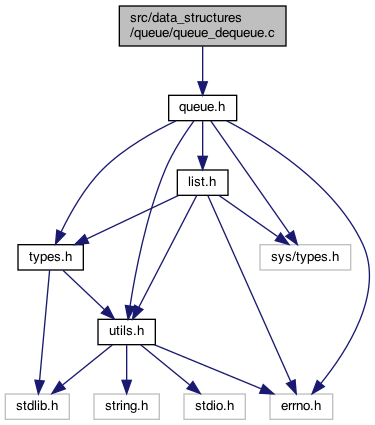 src/data_structures
/queue/queue_dequeue.c
queue.h
list.h
types.h
sys/types.h
utils.h
stdlib.h
string.h
stdio.h
errno.h